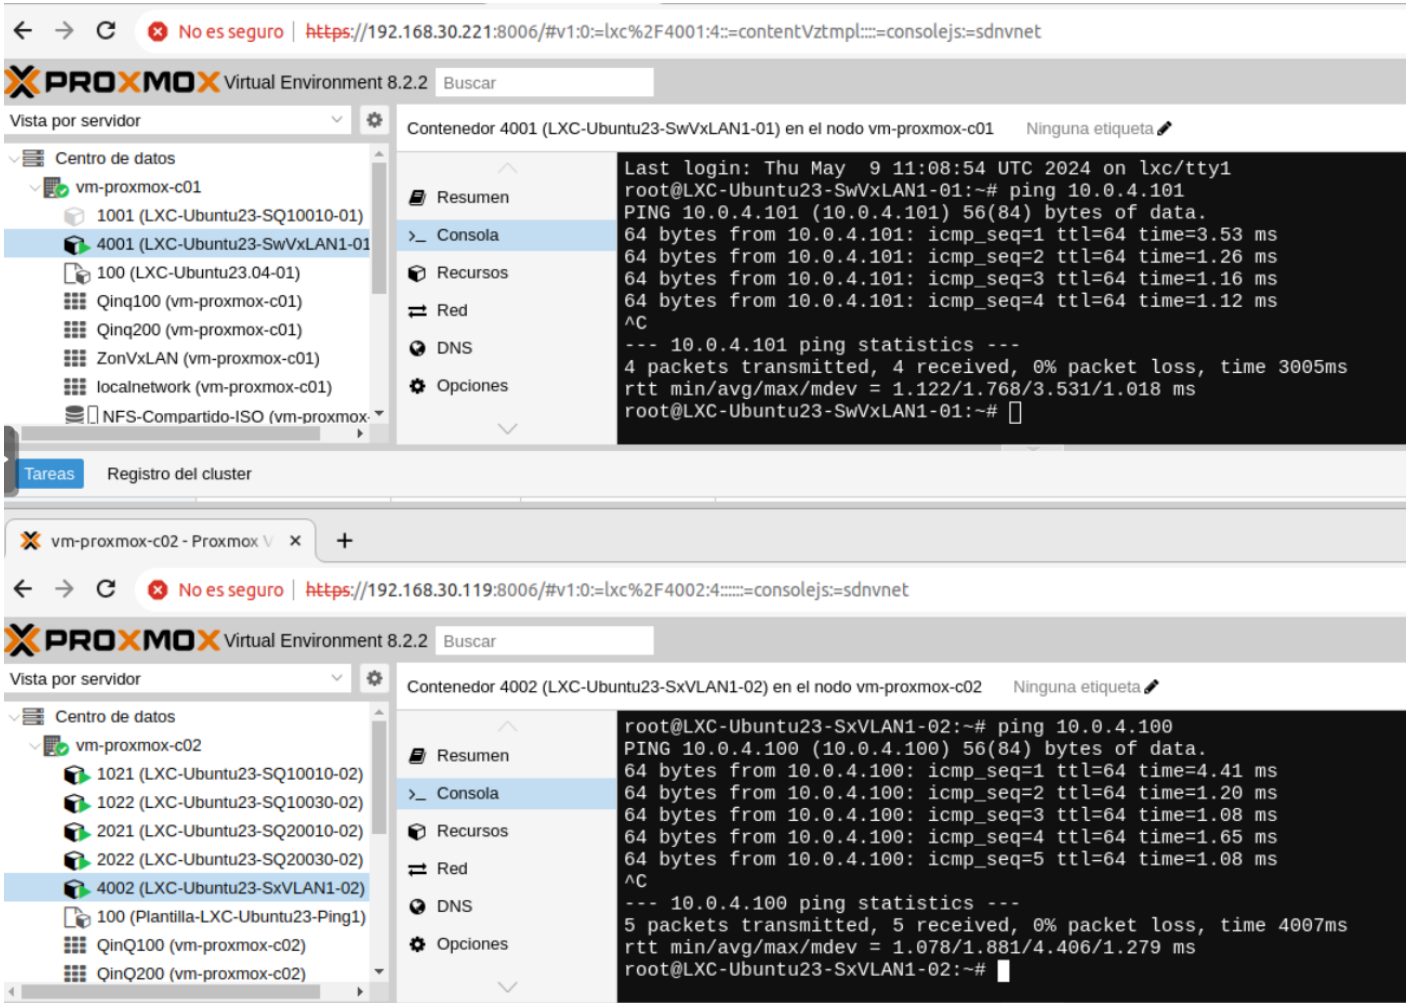 No es seguro | https://192.168.30.221:8006/#v1:0:=lxc%2F4001:4::=contentVztmpl::::=consolejs:=sdnvnet
PROXMOX Virtual Environment 8.2.2 Buscar
Vista por servidor
Contenedor 4001 (LXC-Ubuntu23-SwVxLAN1-01) en el nodo vm-proxmox-c01 Ninguna etiqueta
Centro de datos
vm-proxmox-c01
1001 (LXC-Ubuntu23-SQ10010-01)
4001 (LXC-Ubuntu23-SwVxLAN1-01
100 (LXC-Ubuntu23.04-01)
Qinq100 (vm-proxmox-c01)
Qinq200 (vm-proxmox-c01)
ZonVxLAN (vm-proxmox-c01)
localnetwork (vm-proxmox-c01)
NFS-Compartido-ISO (vm-proxmox-
Resumen
>_ Consola
Recursos
Red
DNS
Opciones
Last login: Thu May  9 11:08:54 UTC 2024 on lxc/tty1
root@LXC-Ubuntu23-SwVxLAN1-01:~# ping 10.0.4.101
PING 10.0.4.101 (10.0.4.101) 56(84) bytes of data.
64 bytes from 10.0.4.101: icmp_seq=1 ttl=64 time=3.53 ms
64 bytes from 10.0.4.101: icmp_seq=2 ttl=64 time=1.26 ms
64 bytes from 10.0.4.101: icmp_seq=3 ttl=64 time=1.16 ms
64 bytes from 10.0.4.101: icmp_seq=4 ttl=64 time=1.12 ms
^C
--- 10.0.4.101 ping statistics ---
4 packets transmitted, 4 received, 0% packet loss, time 3005ms
rtt min/avg/max/mdev = 1.122/1.768/3.531/1.018 ms
root@LXC-Ubuntu23-SwVxLAN1-01:~#
Tareas Registro del cluster
vm-proxmox-c02 - Proxmox V
No es seguro | https://192.168.30.119:8006/#v1:0:=lxc%2F4002:4::::::=consolejs:=sdnvnet
PROXMOX Virtual Environment 8.2.2 Buscar
Vista por servidor
Contenedor 4002 (LXC-Ubuntu23-SxVLAN1-02) en el nodo vm-proxmox-c02 Ninguna etiqueta
Centro de datos
vm-proxmox-c02
1021 (LXC-Ubuntu23-SQ10010-02)
1022 (LXC-Ubuntu23-SQ10030-02)
2021 (LXC-Ubuntu23-SQ20010-02)
2022 (LXC-Ubuntu23-SQ20030-02)
4002 (LXC-Ubuntu23-SxVLAN1-02)
100 (Plantilla-LXC-Ubuntu23-Ping1)
QinQ100 (vm-proxmox-c02)
QinQ200 (vm-proxmox-c02)
Resumen
>_ Consola
Recursos
Red
DNS
Opciones
root@LXC-Ubuntu23-SxVLAN1-02:~# ping 10.0.4.100
PING 10.0.4.100 (10.0.4.100) 56(84) bytes of data.
64 bytes from 10.0.4.100: icmp_seq=1 ttl=64 time=4.41 ms
64 bytes from 10.0.4.100: icmp_seq=2 ttl=64 time=1.20 ms
64 bytes from 10.0.4.100: icmp_seq=3 ttl=64 time=1.08 ms
64 bytes from 10.0.4.100: icmp_seq=4 ttl=64 time=1.65 ms
64 bytes from 10.0.4.100: icmp_seq=5 ttl=64 time=1.08 ms
^C
--- 10.0.4.100 ping statistics ---
5 packets transmitted, 5 received, 0% packet loss, time 4007ms
rtt min/avg/max/mdev = 1.078/1.881/4.406/1.279 ms
root@LXC-Ubuntu23-SxVLAN1-02:~#